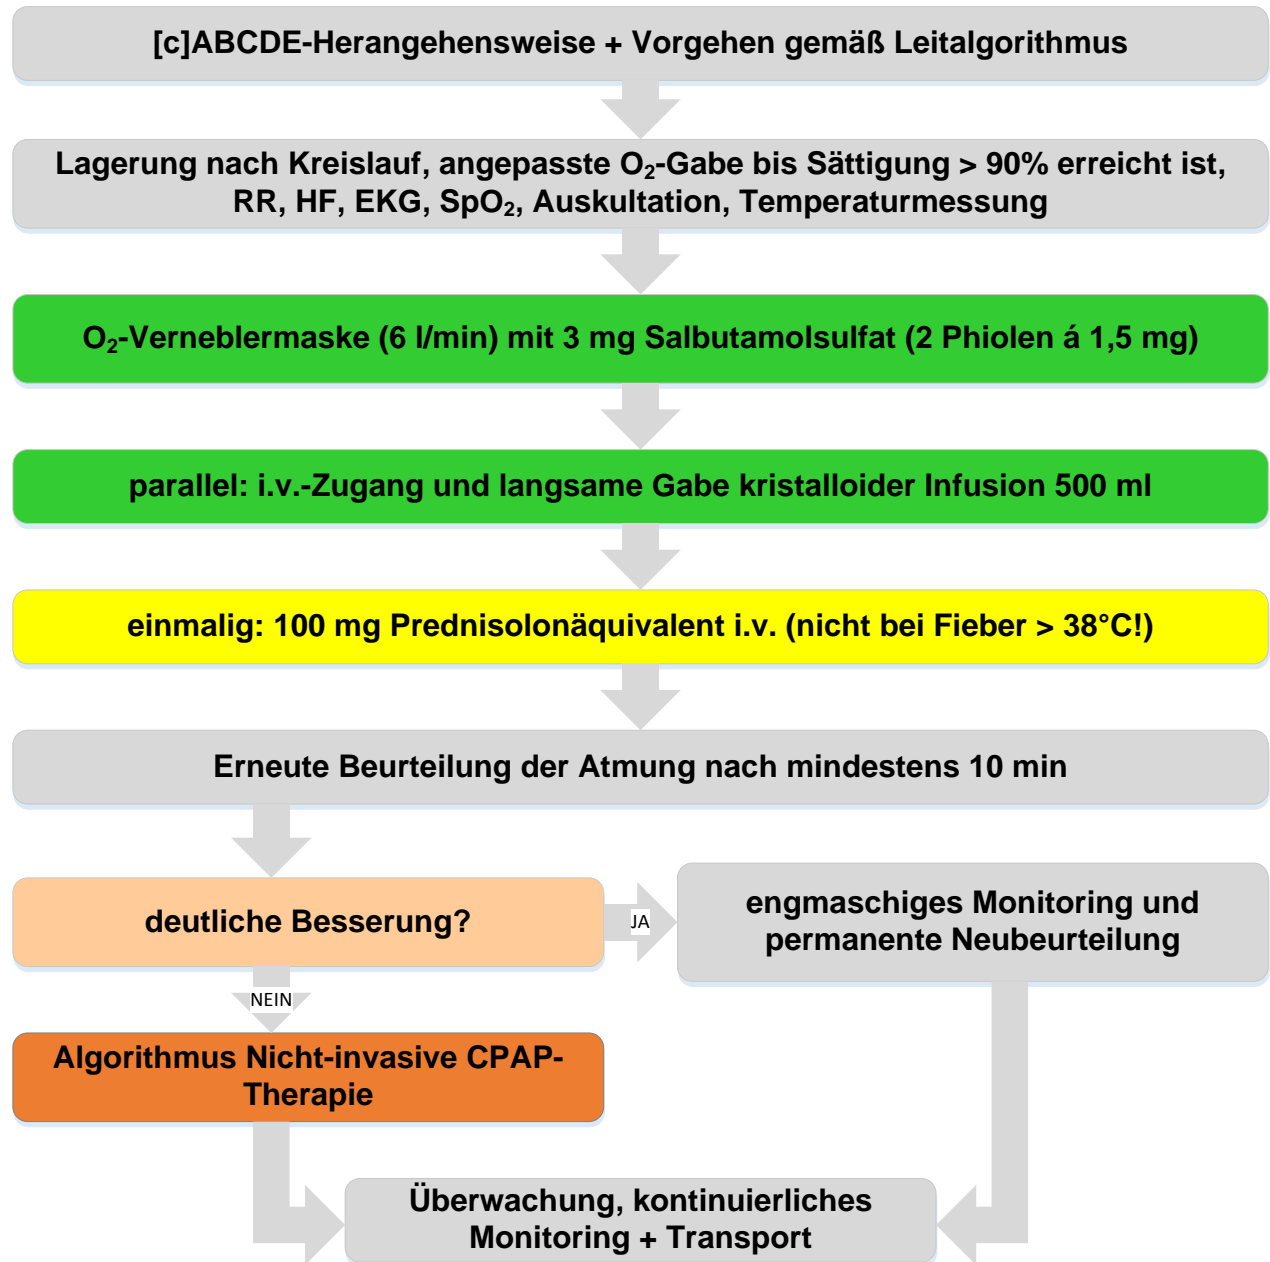 [c]ABCDE-Herangehensweise + Vorgehen gemäß Leitalgorithmus
Lagerung nach Kreislauf, angepasste O₂-Gabe bis Sättigung > 90% erreicht ist,
RR, HF, EKG, SpO₂, Auskultation, Temperaturmessung
O₂-Verneblermaske (6 l/min) mit 3 mg Salbutamolsulfat (2 Phiolen á 1,5 mg)
parallel: i.v.-Zugang und langsame Gabe kristalloider Infusion 500 ml
einmalig: 100 mg Prednisolonäquivalent i.v. (nicht bei Fieber > 38°C!)
Erneute Beurteilung der Atmung nach mindestens 10 min
deutliche Besserung?
JA
engmaschiges Monitoring und
permanente Neubeurteilung
NEIN
Algorithmus Nicht-invasive CPAP-
Therapie
Überwachung, kontinuierliches
Monitoring + Transport